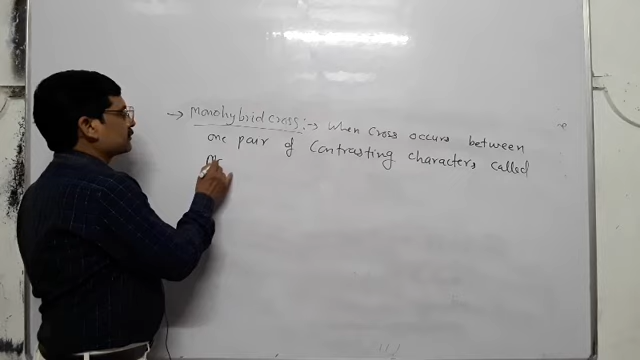 → Monohybrid cross :→ When cross occurs between
one pair of Contrasting characters called